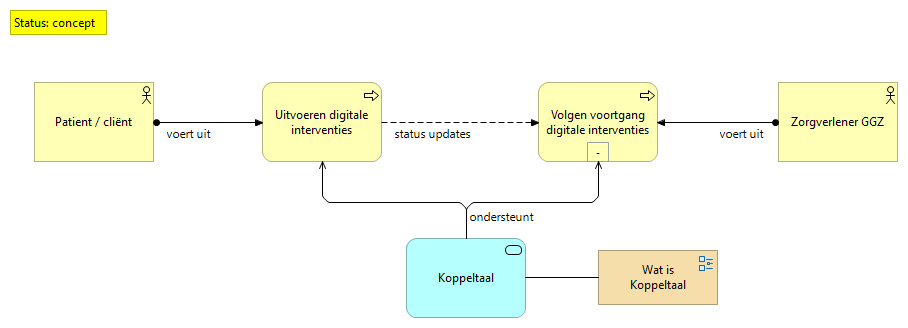 Status: concept
Patient / cliënt
voert uit
Uitvoeren digitale
interventies
status updates
Volgen voortgang
digitale interventies
-
voert uit
Zorgverlener GGZ
ondersteunt
Koppeltaal
Wat is
Koppeltaal